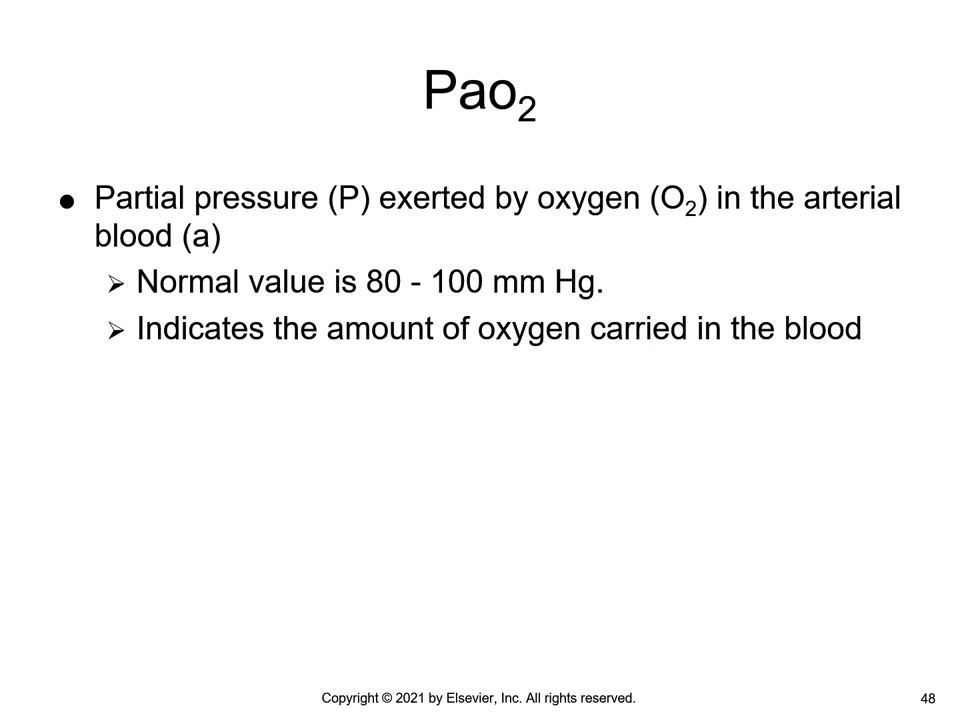 Pao₂
● Partial pressure (P) exerted by oxygen (O₂) in the arterial
blood (a)
➢ Normal value is 80 - 100 mm Hg.
➢ Indicates the amount of oxygen carried in the blood
Copyright © 2021 by Elsevier, Inc. All rights reserved.
48